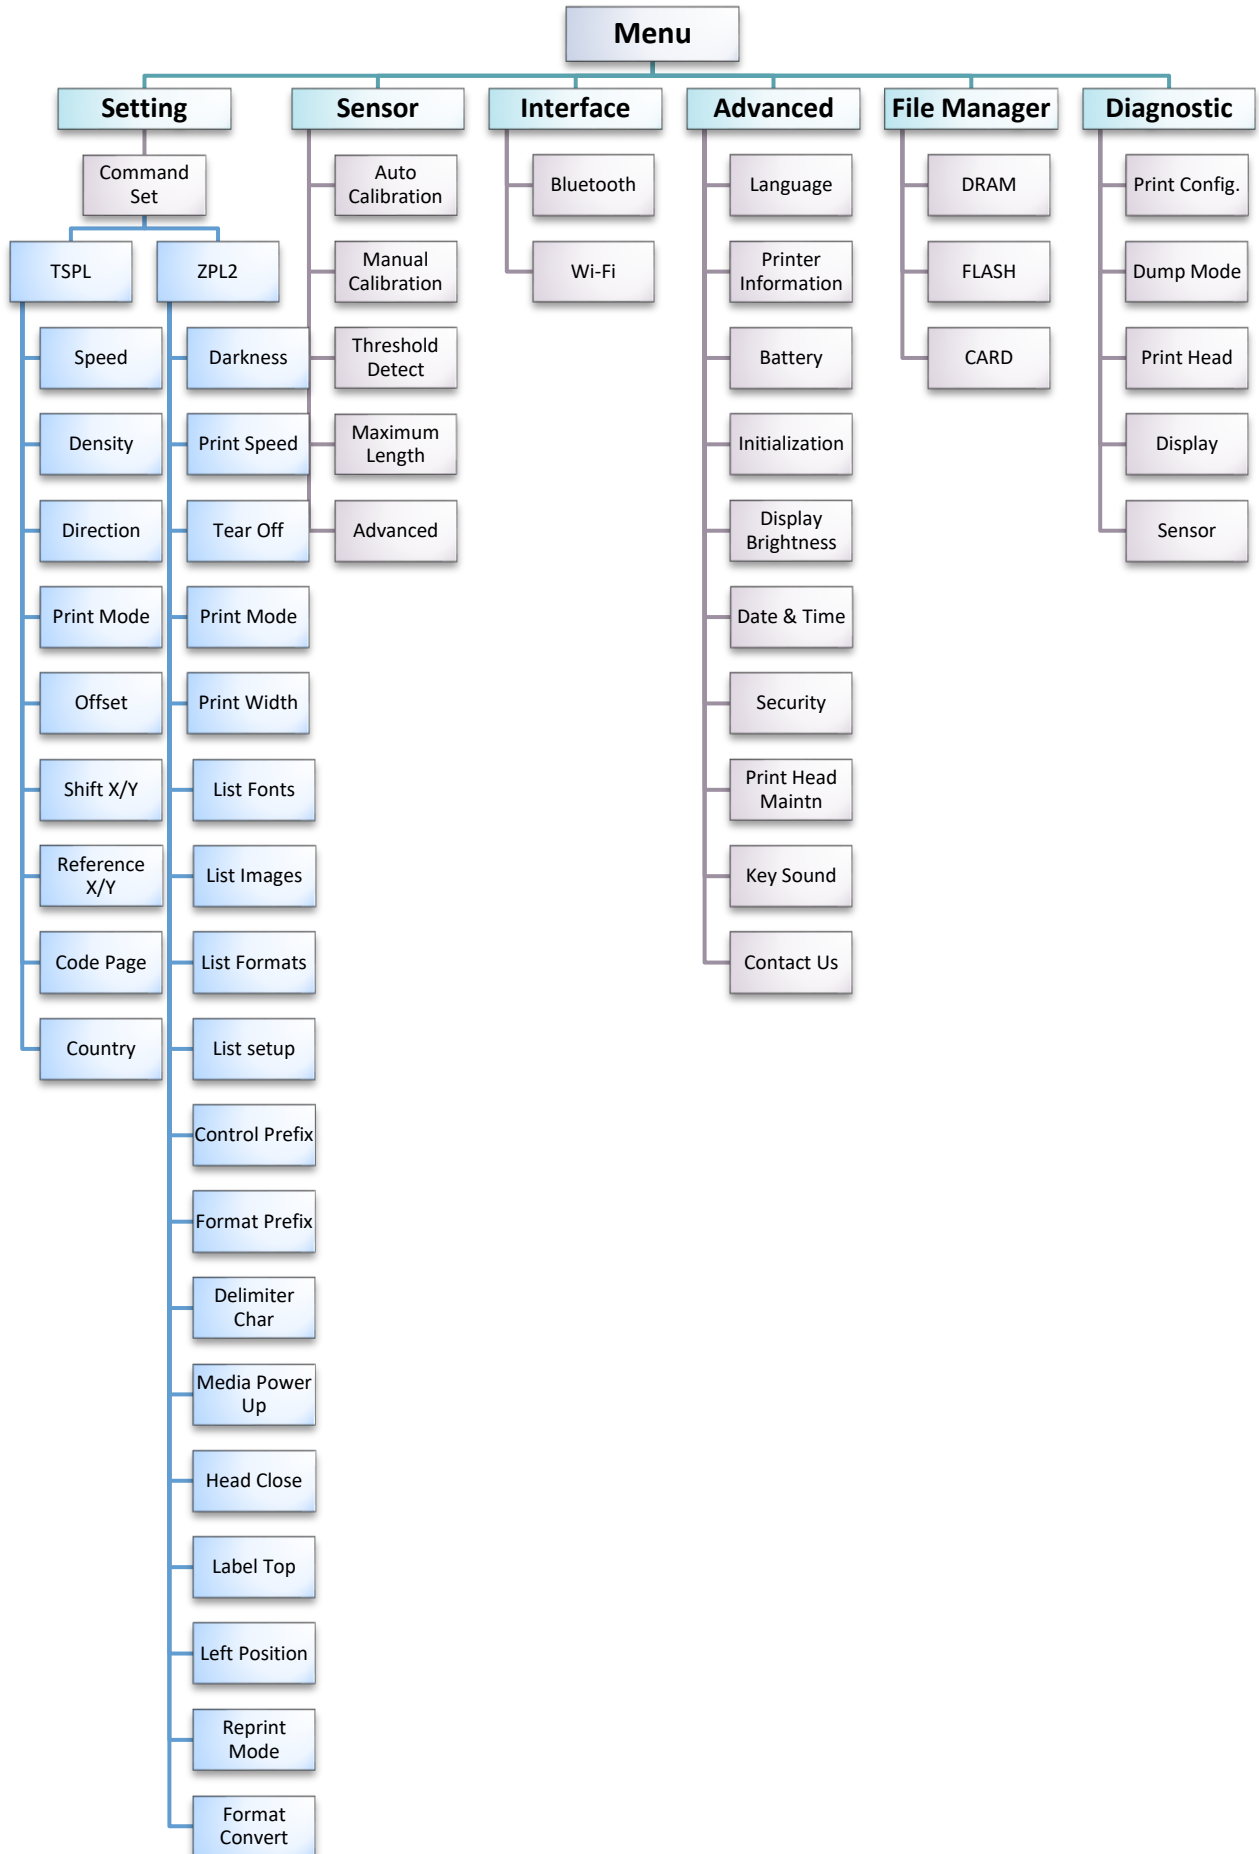 Menu
Setting
Sensor
Interface
Advanced
File Manager
Diagnostic
Command
Set
TSPL
ZPL2
Speed
Density
Direction
Print Mode
Offset
Shift X/Y
Reference
X/Y
Code Page
Country
Darkness
Print Speed
Tear Off
Print Mode
Print Width
List Fonts
List Images
List Formats
List setup
Control Prefix
Format Prefix
Delimiter
Char
Media Power
Up
Head Close
Label Top
Left Position
Reprint
Mode
Format
Convert
Auto
Calibration
Manual
Calibration
Threshold
Detect
Maximum
Length
Advanced
Bluetooth
Wi-Fi
Language
Printer
Information
Battery
Initialization
Display
Brightness
Date & Time
Security
Print Head
Maintn
Key Sound
Contact Us
DRAM
FLASH
CARD
Print Config.
Dump Mode
Print Head
Display
Sensor